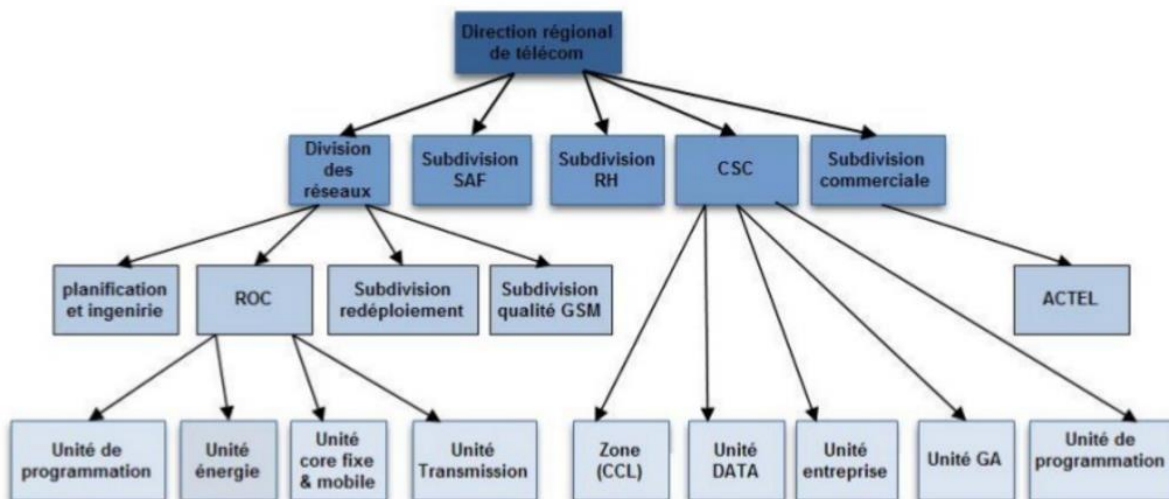 Direction régional
de télécom
Division
des
réseaux
Subdivision
SAF
Subdivision
RH
CSC
Subdivision
commerciale
planification
et ingenirie
ROC
Subdivision
redéploiement
Subdivision
qualité GSM
ACTEL
Unité de
programmation
Unité
énergie
Unité
core fixe
& mobile
Unité
Transmission
Zone
(CCL)
Unité
DATA
Unité
entreprise
Unité GA
Unité de
programmation